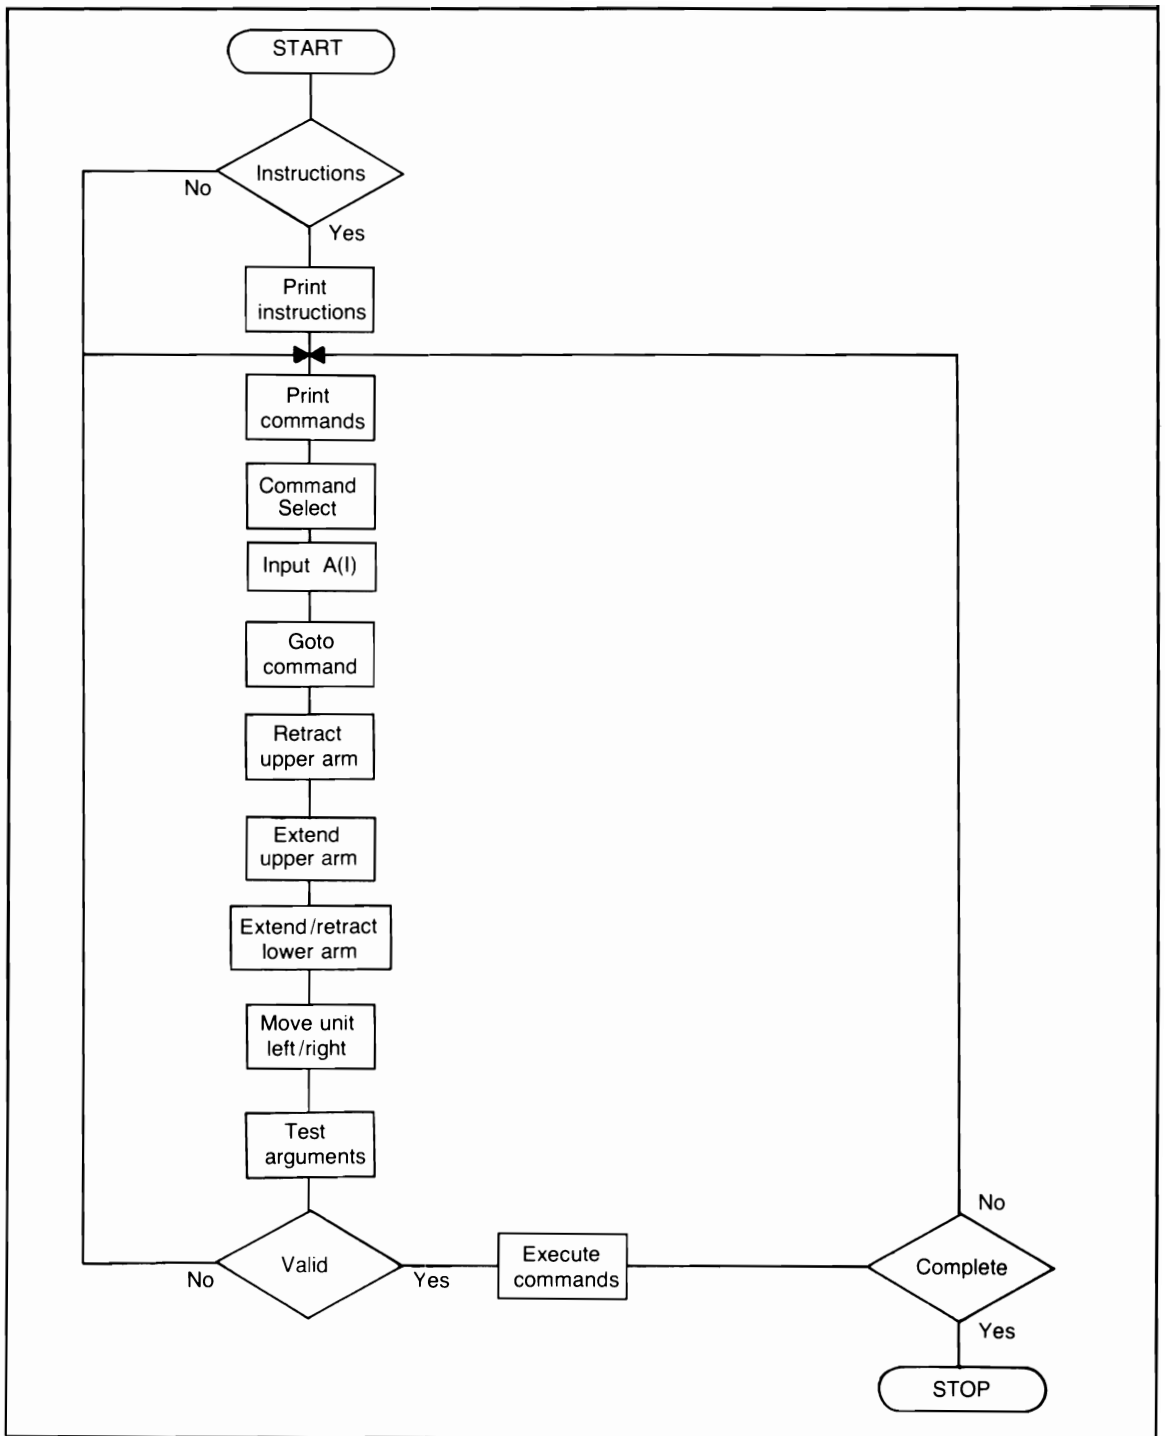 START
Instructions
No
Yes
Print
instructions
Print
commands
Command
Select
Input A(I)
Goto
command
Retract
upper arm
Extend
upper arm
Extend/retract
lower arm
Move unit
left/right
Test
arguments
Valid
No
Yes
Execute
commands
No
Complete
Yes
STOP